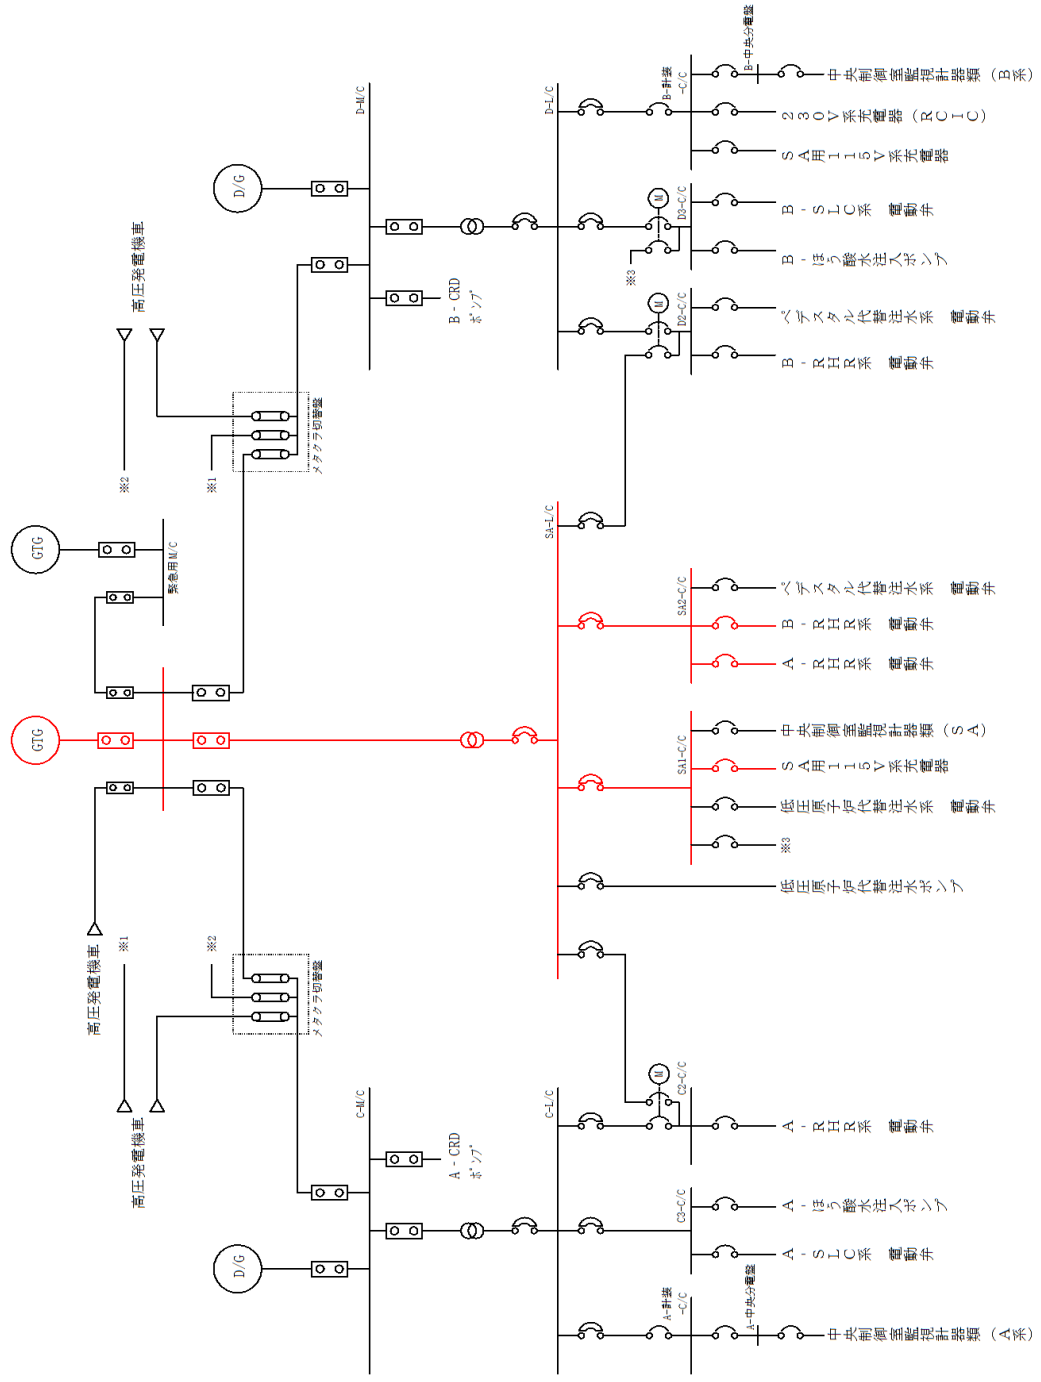 高圧発電機車
※2
※1
GTG
緊急用M/C
メタクラ切替盤
D/G
D-M/C
B - CRD
ポンプ
D-L/C
B-計装
-C/C
B-中央分電盤
中央制御室監視計器類(B系)
230V系充電器(RCIC)
SA用115V系充電器
M
D3-C/C
※3
B-SLC系 電動弁
B-ほう酸水注入ポンプ
M
D2-C/C
ペデスタル代替注水系 電動弁
B-RHR系 電動弁
SA-L/C
SA2-C/C
ペデスタル代替注水系 電動弁
B-RHR系 電動弁
A-RHR系 電動弁
GTG
SA1-C/C
中央制御室監視計器類(SA)
SA用115V系充電器
低圧原子炉代替注水系 電動弁
※3
低圧原子炉代替注水ポンプ
高圧発電機車
※1
※2
メタクラ切替盤
高圧発電機車
C-M/C
A - CRD
ポンプ
D/G
C-L/C
M
C2-C/C
A-RHR系 電動弁
C3-C/C
A-ほう酸水注入ポンプ
A-SLC系 電動弁
A-計装
-C/C
A-中央分電盤
中央制御室監視計器類(A系)